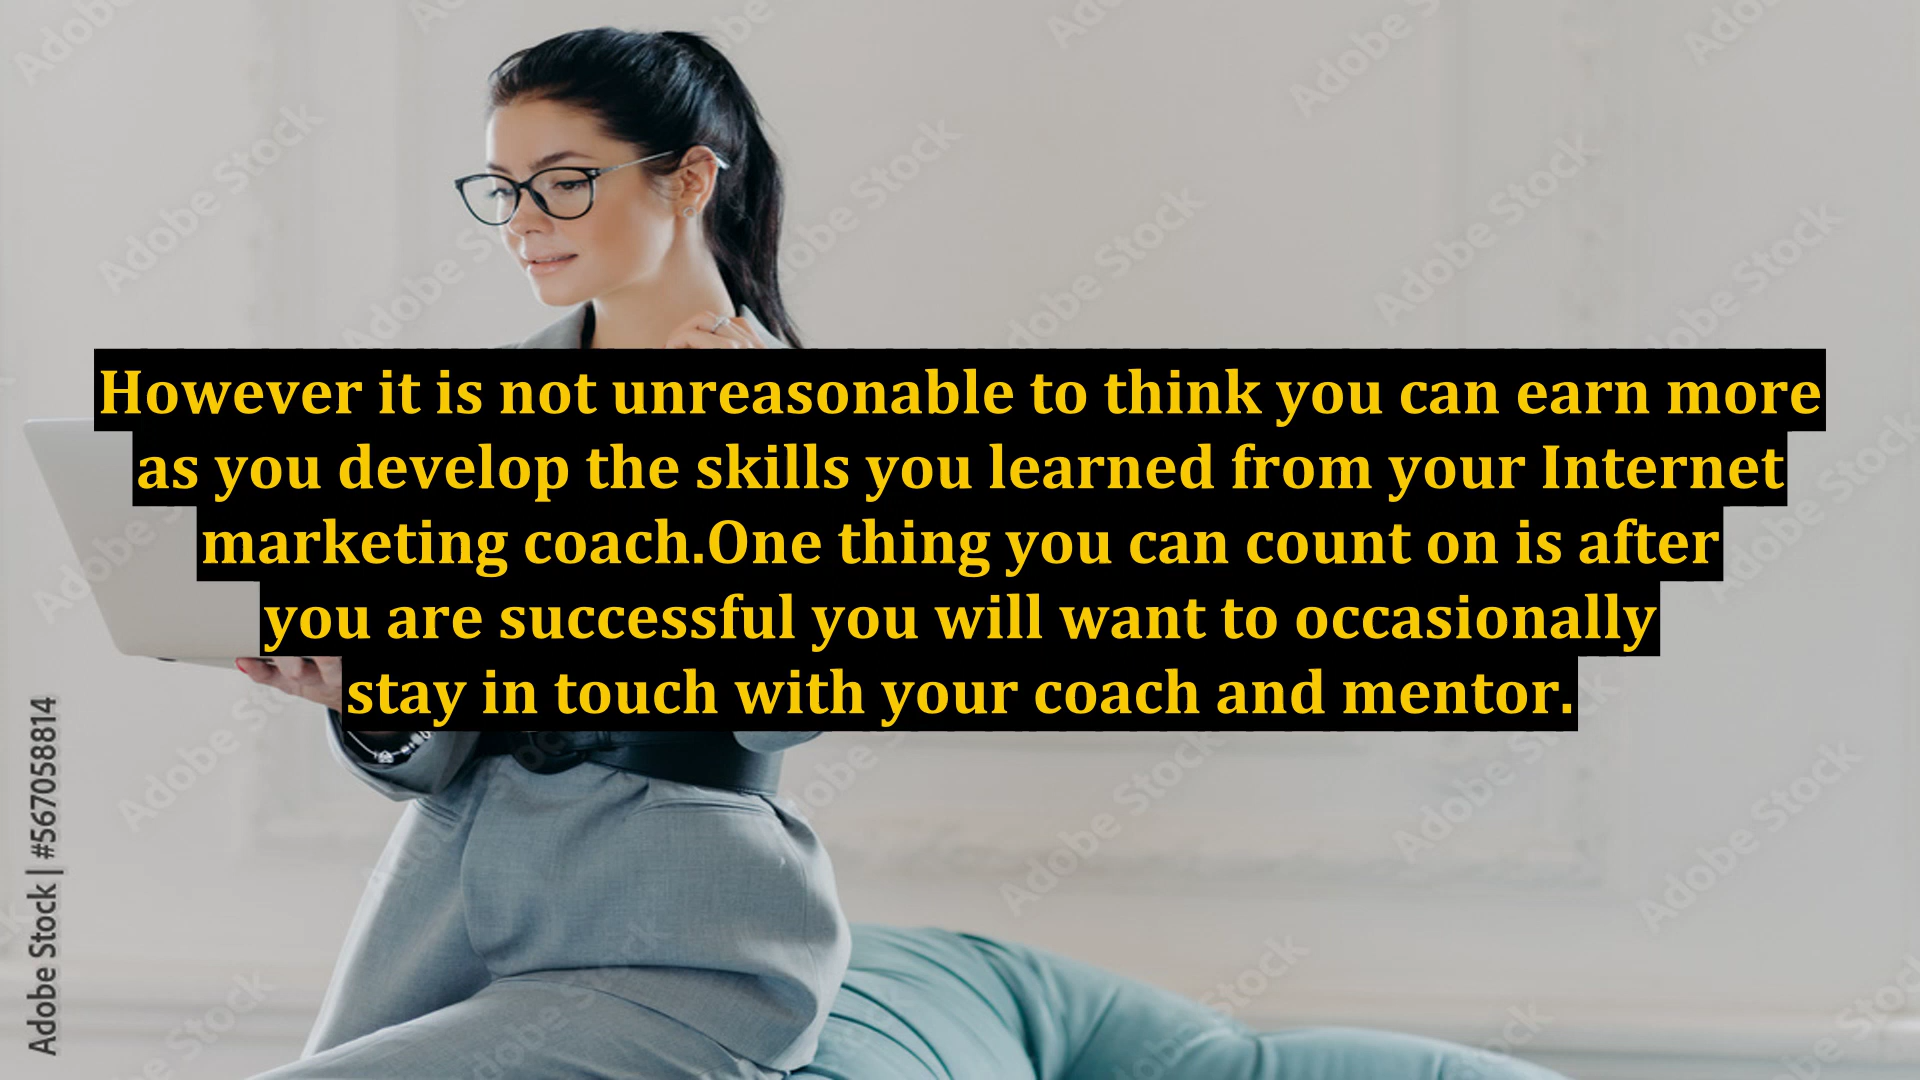 However it is not unreasonable to think you can earn more
as you develop the skills you learned from your Internet
marketing coach.One thing you can count on is after
you are successful you will want to occasionally
stay in touch with your coach and mentor.
Adobe Stock | #567058814
Adobe Stock